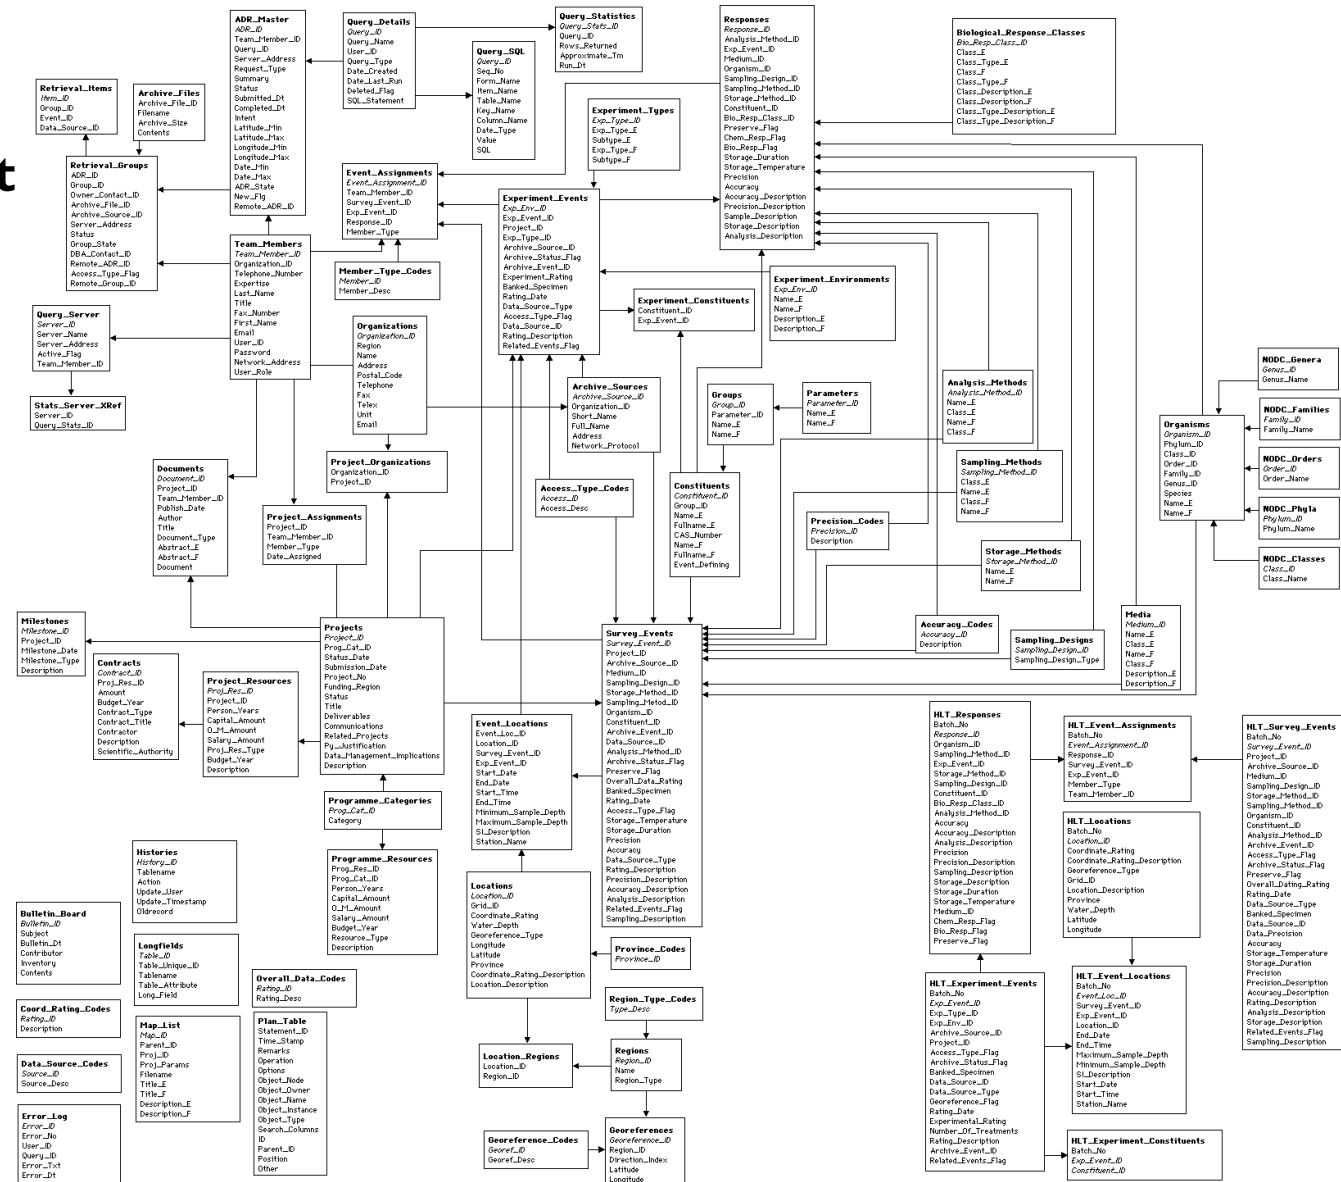 t
ADR_Master
ADR_ID
Team_Member_ID
Query_ID
Server_Address
Request_Type
Summary
Status
Submitted_Dt
Completed_Dt
Intent
Latitude_Min
Latitude_Max
Longitude_Min
Longitude_Max
Date_Min
Date_Max
ADR_State
New_Flg
Remote_ADR_ID
Query_Details
Query_ID
Query_Name
User_ID
Query_Type
Date_Created
Date_Last_Run
Deleted_Flag
SQL_Statement
Query_SQL
Query_ID
Seq_No
Form_Name
Item_Name
Table_Name
Key_Name
Column_Name
Date_Type
Value
SQL
Query_Statistics
Query_Stats_ID
Query_ID
Rows_Returned
Approximate_Tm
Run_Dt
Responses
Response_ID
Analysis_Method_ID
Exp_Event_ID
Medium_ID
Organism_ID
Sampling_Design_ID
Sampling_Method_ID
Storage_Method_ID
Constituent_ID
Bio_Resp_Class_ID
Preserve_Flag
Chem_Resp_Flag
Bio_Resp_Flag
Storage_Duration
Storage_Temperature
Precision
Accuracy
Accuracy_Description
Precision_Description
Sample_Description
Storage_Description
Analysis_Description
Biological_Response_Classes
Bio_Resp_Class_ID
Class_E
Class_Type_E
Class_F
Class_Type_F
Class_Description_E
Class_Description_F
Class_Type_Description_E
Class_Type_Description_F
Retrieval_Items
Item_ID
Group_ID
Event_ID
Data_Source_ID
Archive_Files
Archive_File_ID
Filename
Archive_Size
Contents
Retrieval_Groups
ADR_ID
Group_ID
Owner_Contact_ID
Archive_File_ID
Archive_Source_ID
Server_Address
Status
Group_State
DBA_Contact_ID
Remote_ADR_ID
Access_Type_Flag
Remote_Group_ID
Experiment_Types
Exp_Type_ID
Exp_Type_E
Subtype_E
Exp_Type_F
Subtype_F
Event_Assignments
Event_Assignment_ID
Team_Member_ID
Survey_Event_ID
Exp_Event_ID
Response_ID
Member_Type
Experiment_Events
Exp_Env_ID
Exp_Event_ID
Project_ID
Exp_Type_ID
Archive_Source_ID
Archive_Status_Flag
Archive_Event_ID
Experiment_Rating
Banked_Specimen
Rating_Date
Data_Source_Type
Access_Type_Flag
Data_Source_ID
Rating_Description
Related_Events_Flag
Team_Members
Team_Member_ID
Organization_ID
Telephone_Number
Expertise
Last_Name
Title
Fax_Number
First_Name
Email
User_ID
Password
Network_Address
User_Role
Member_Type_Codes
Member_ID
Member_Desc
Experiment_Environments
Exp_Env_ID
Name_E
Name_F
Description_E
Description_F
Experiment_Constituents
Constituent_ID
Exp_Event_ID
Query_Server
Server_ID
Server_Name
Server_Address
Active_Flag
Team_Member_ID
Organizations
Organization_ID
Region
Name
Address
Postal_Code
Telephone
Fax
Telex
Unit
Email
Stats_Server_XRef
Server_ID
Query_Stats_ID
Archive_Sources
Archive_Source_ID
Organization_ID
Short_Name
Full_Name
Address
Network_Protocol
Groups
Group_ID
Parameter_ID
Name_E
Name_F
Parameters
Parameter_ID
Name_E
Name_F
Analysis_Methods
Analysis_Method_ID
Name_E
Class_E
Name_F
Class_F
NODC_Genera
Genus_ID
Genus_Name
NODC_Families
Family_ID
Family_Name
Organisms
Organism_ID
Phylum_ID
Class_ID
Order_ID
Family_ID
Genus_ID
Species
Name_E
Name_F
NODC_Orders
Order_ID
Order_Name
NODC_Phyla
Phylum_ID
Phylum_Name
NODC_Classes
Class_ID
Class_Name
Documents
Document_ID
Project_ID
Team_Member_ID
Publish_Date
Author
Title
Document_Type
Abstract_E
Abstract_F
Document
Project_Organizations
Organization_ID
Project_ID
Project_Assignments
Project_ID
Team_Member_ID
Member_Type
Date_Assigned
Access_Type_Codes
Access_ID
Access_Desc
Constituents
Constituent_ID
Group_ID
Name_E
Fullname_E
CAS_Number
Name_F
Fullname_F
Event_Defining
Sampling_Methods
Sampling_Method_ID
Class_E
Name_E
Class_F
Name_F
Precision_Codes
Precision_ID
Description
Storage_Methods
Storage_Method_ID
Name_E
Name_F
Milestones
Milestone_ID
Project_ID
Milestone_Date
Milestone_Type
Description
Contracts
Contract_ID
Proj_Res_ID
Amount
Budget_Year
Contract_Type
Contract_Title
Contractor
Description
Scientific_Authority
Project_Resources
Proj_Res_ID
Project_ID
Person_Years
Capital_Amount
O_M_Amount
Salary_Amount
Proj_Res_Type
Budget_Year
Description
Projects
Project_ID
Prog_Cat_ID
Status_Date
Submission_Date
Project_No
Funding_Region
Status
Title
Deliverables
Communications
Related_Projects
Py_Justification
Data_Management_Implications
Description
Survey_Events
Survey_Event_ID
Project_ID
Archive_Source_ID
Medium_ID
Sampling_Design_ID
Storage_Method_ID
Sampling_Metod_ID
Organism_ID
Constituent_ID
Archive_Event_ID
Data_Source_ID
Analysis_Method_ID
Archive_Status_Flag
Preserve_Flag
Overall_Data_Rating
Banked_Specimen
Rating_Date
Access_Type_Flag
Storage_Temperature
Storage_Duration
Precision
Accuracy
Data_Source_Type
Rating_Description
Precision_Description
Accuracy_Description
Analysis_Description
Related_Events_Flag
Sampling_Description
Accuracy_Codes
Accuracy_ID
Description
Sampling_Designs
Sampling_Design_ID
Sampling_Design_Type
Media
Medium_ID
Name_E
Class_E
Name_F
Class_F
Description_E
Description_F
Event_Locations
Event_Loc_ID
Location_ID
Survey_Event_ID
Exp_Event_ID
Start_Date
End_Date
Start_Time
End_Time
Minimum_Sample_Depth
Maximum_Sample_Depth
SI_Description
Station_Name
HLT_Responses
Batch_No
Response_ID
Organism_ID
Sampling_Method_ID
Exp_Event_ID
Storage_Method_ID
Sampling_Design_ID
Constituent_ID
Bio_Resp_Class_ID
Analysis_Method_ID
Accuracy
Accuracy_Description
Analysis_Description
Precision
Precision_Description
Sampling_Description
Storage_Description
Storage_Duration
Storage_Temperature
Medium_ID
Chem_Resp_Flag
Bio_Resp_Flag
Preserve_Flag
HLT_Event_Assignments
Batch_No
Event_Assignment_ID
Response_ID
Survey_Event_ID
Exp_Event_ID
Member_Type
Team_Member_ID
HLT_Survey_Events
Batch_No
Survey_Event_ID
Project_ID
Archive_Source_ID
Medium_ID
Sampling_Design_ID
Storage_Method_ID
Sampling_Method_ID
Organism_ID
Constituent_ID
Analysis_Method_ID
Archive_Event_ID
Access_Type_Flag
Archive_Status_Flag
Preserve_Flag
Overall_Dating_Rating
Rating_Date
Data_Source_Type
Banked_Specimen
Data_Source_ID
Data_Precision
Accuracy
Storage_Temperature
Storage_Duration
Precision
Precision_Description
Accuracy_Description
Rating_Description
Analysis_Description
Storage_Description
Related_Events_Flag
Sampling_Description
HLT_Locations
Batch_No
Location_ID
Coordinate_Rating
Coordinate_Rating_Description
Georeference_Type
Grid_ID
Location_Description
Province
Water_Depth
Latitude
Longitude
Programme_Categories
Prog_Cat_ID
Category
Programme_Resources
Prog_Res_ID
Prog_Cat_ID
Person_Years
Capital_Amount
O_M_Amount
Salary_Amount
Budget_Year
Resource_Type
Description
Histories
History_ID
Tablename
Action
Update_User
Update_Timestamp
Oldrecord
Locations
Location_ID
Grid_ID
Coordinate_Rating
Water_Depth
Georeference_Type
Longitude
Latitude
Province
Coordinate_Rating_Description
Location_Description
Bulletin_Board
Bulletin_ID
Subject
Bulletin_Dt
Contributor
Inventory
Contents
Longfields
Table_ID
Table_Unique_ID
Tablename
Table_Attribute
Long_Field
Province_Codes
Province_ID
Overall_Data_Codes
Rating_ID
Rating_Desc
HLT_Experiment_Events
Batch_No
Exp_Event_ID
Exp_Type_ID
Exp_Env_ID
Archive_Source_ID
Project_ID
Access_Type_Flag
Archive_Status_Flag
Banked_Specimen
Data_Source_ID
Data_Source_Type
Georeference_Flag
Rating_Date
Experimental_Rating
Number_Of_Treatments
Rating_Description
Archive_Event_ID
Related_Events_Flag
HLT_Event_Locations
Batch_No
Event_Loc_ID
Survey_Event_ID
Exp_Event_ID
Location_ID
End_Date
End_Time
Maximum_Sample_Depth
Minimum_Sample_Depth
SI_Description
Start_Date
Start_Time
Station_Name
Coord_Rating_Codes
Rating_ID
Description
Map_List
Map_ID
Parent_ID
Proj_ID
Proj_Params
Filename
Title_E
Title_F
Description_E
Description_F
Plan_Table
Statement_ID
Time_Stamp
Remarks
Operation
Options
Object_Node
Object_Owner
Object_Name
Object_Instance
Object_Type
Search_Columns
ID
Parent_ID
Position
Other
Region_Type_Codes
Type_Desc
Location_Regions
Location_ID
Region_ID
Regions
Region_ID
Name
Region_Type
Data_Source_Codes
Source_ID
Source_Desc
Error_Log
Error_ID
Error_No
User_ID
Query_ID
Error_Txt
Error_Dt
Georeference_Codes
Georef_ID
Georef_Desc
Georeferences
Georeference_ID
Region_ID
Direction_Index
Latitude
Longitude
HLT_Experiment_Constituents
Batch_No
Exp_Event_ID
Constituent_ID